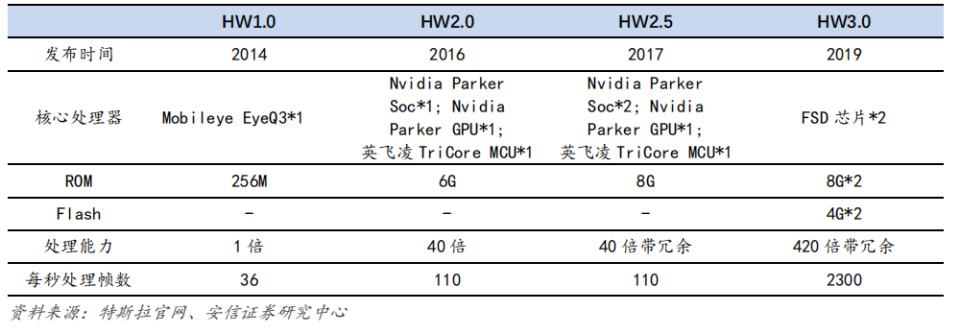 HW1.0 HW2.0 HW2.5 HW3.0
发布时间 2014 2016 2017 2019
核心处理器 Mobileye EyeQ3*1 Nvidia Parker Soc*1; Nvidia Parker GPU*1; 英飞凌 TriCore MCU*1 Nvidia Parker Soc*2; Nvidia Parker GPU*1; 英飞凌 TriCore MCU*1 FSD 芯片*2
ROM 256M 6G 8G 8G*2
Flash - - - 4G*2
处理能力 1 倍 40 倍 40 倍带冗余 420 倍带冗余
每秒处理帧数 36 110 110 2300
资料来源：特斯拉官网、安信证券研究中心